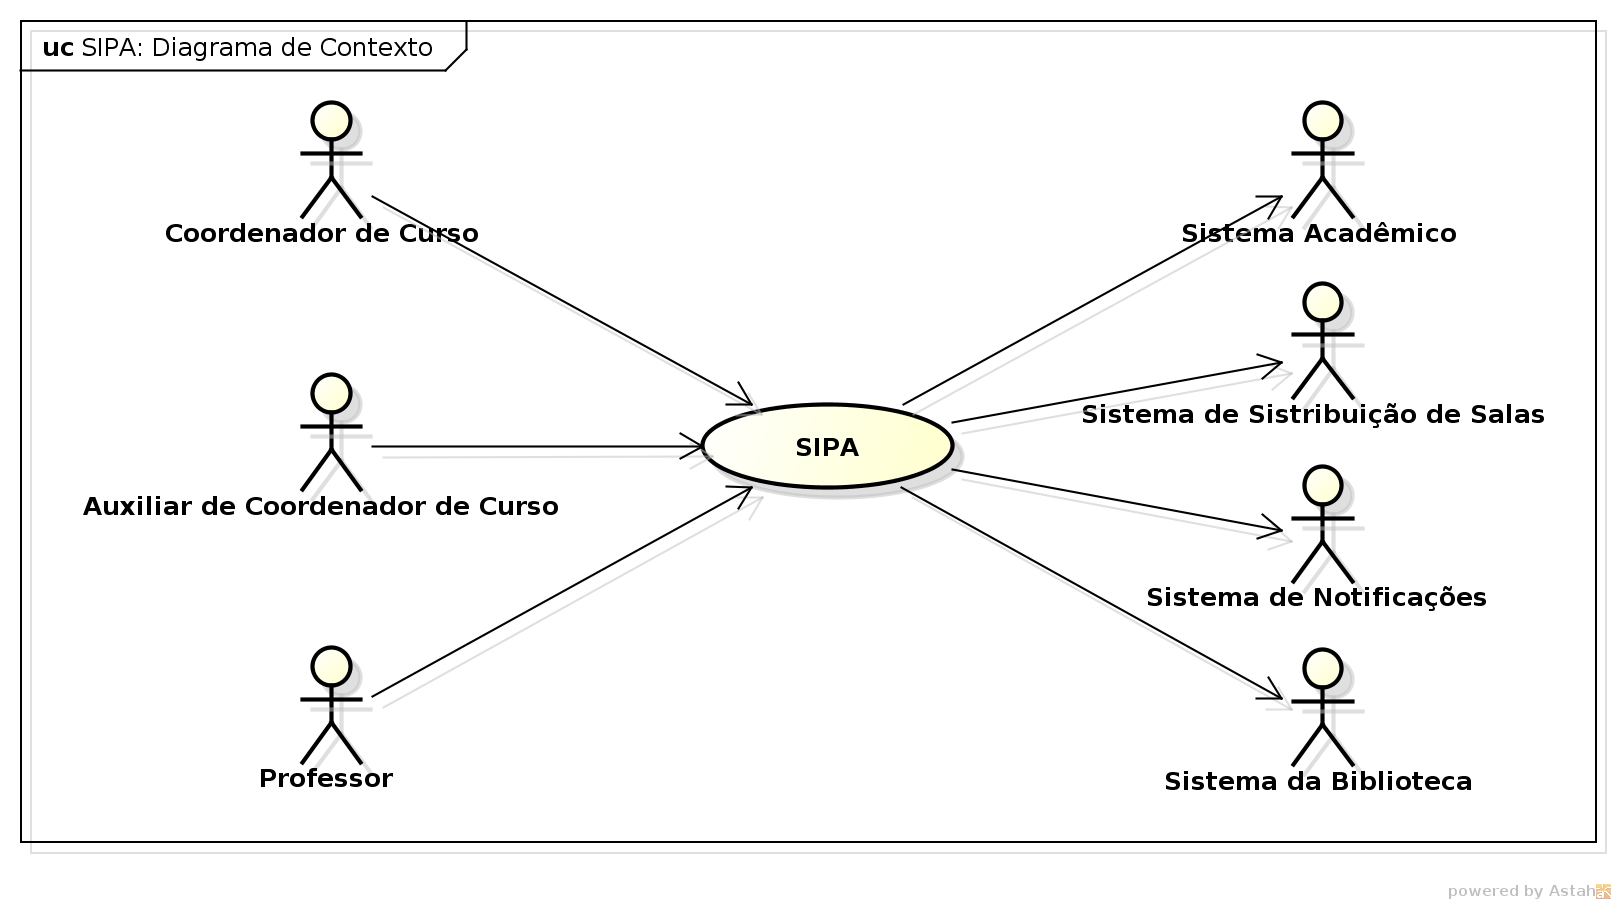 uc SIPA: Diagrama de Contexto
Coordenador de Curso
Sistema Acadêmico
Sistema de Sistribuição de Salas
SIPA
Auxiliar de Coordenador de Curso
Sistema de Notificações
Professor
Sistema da Biblioteca
powered by Astah